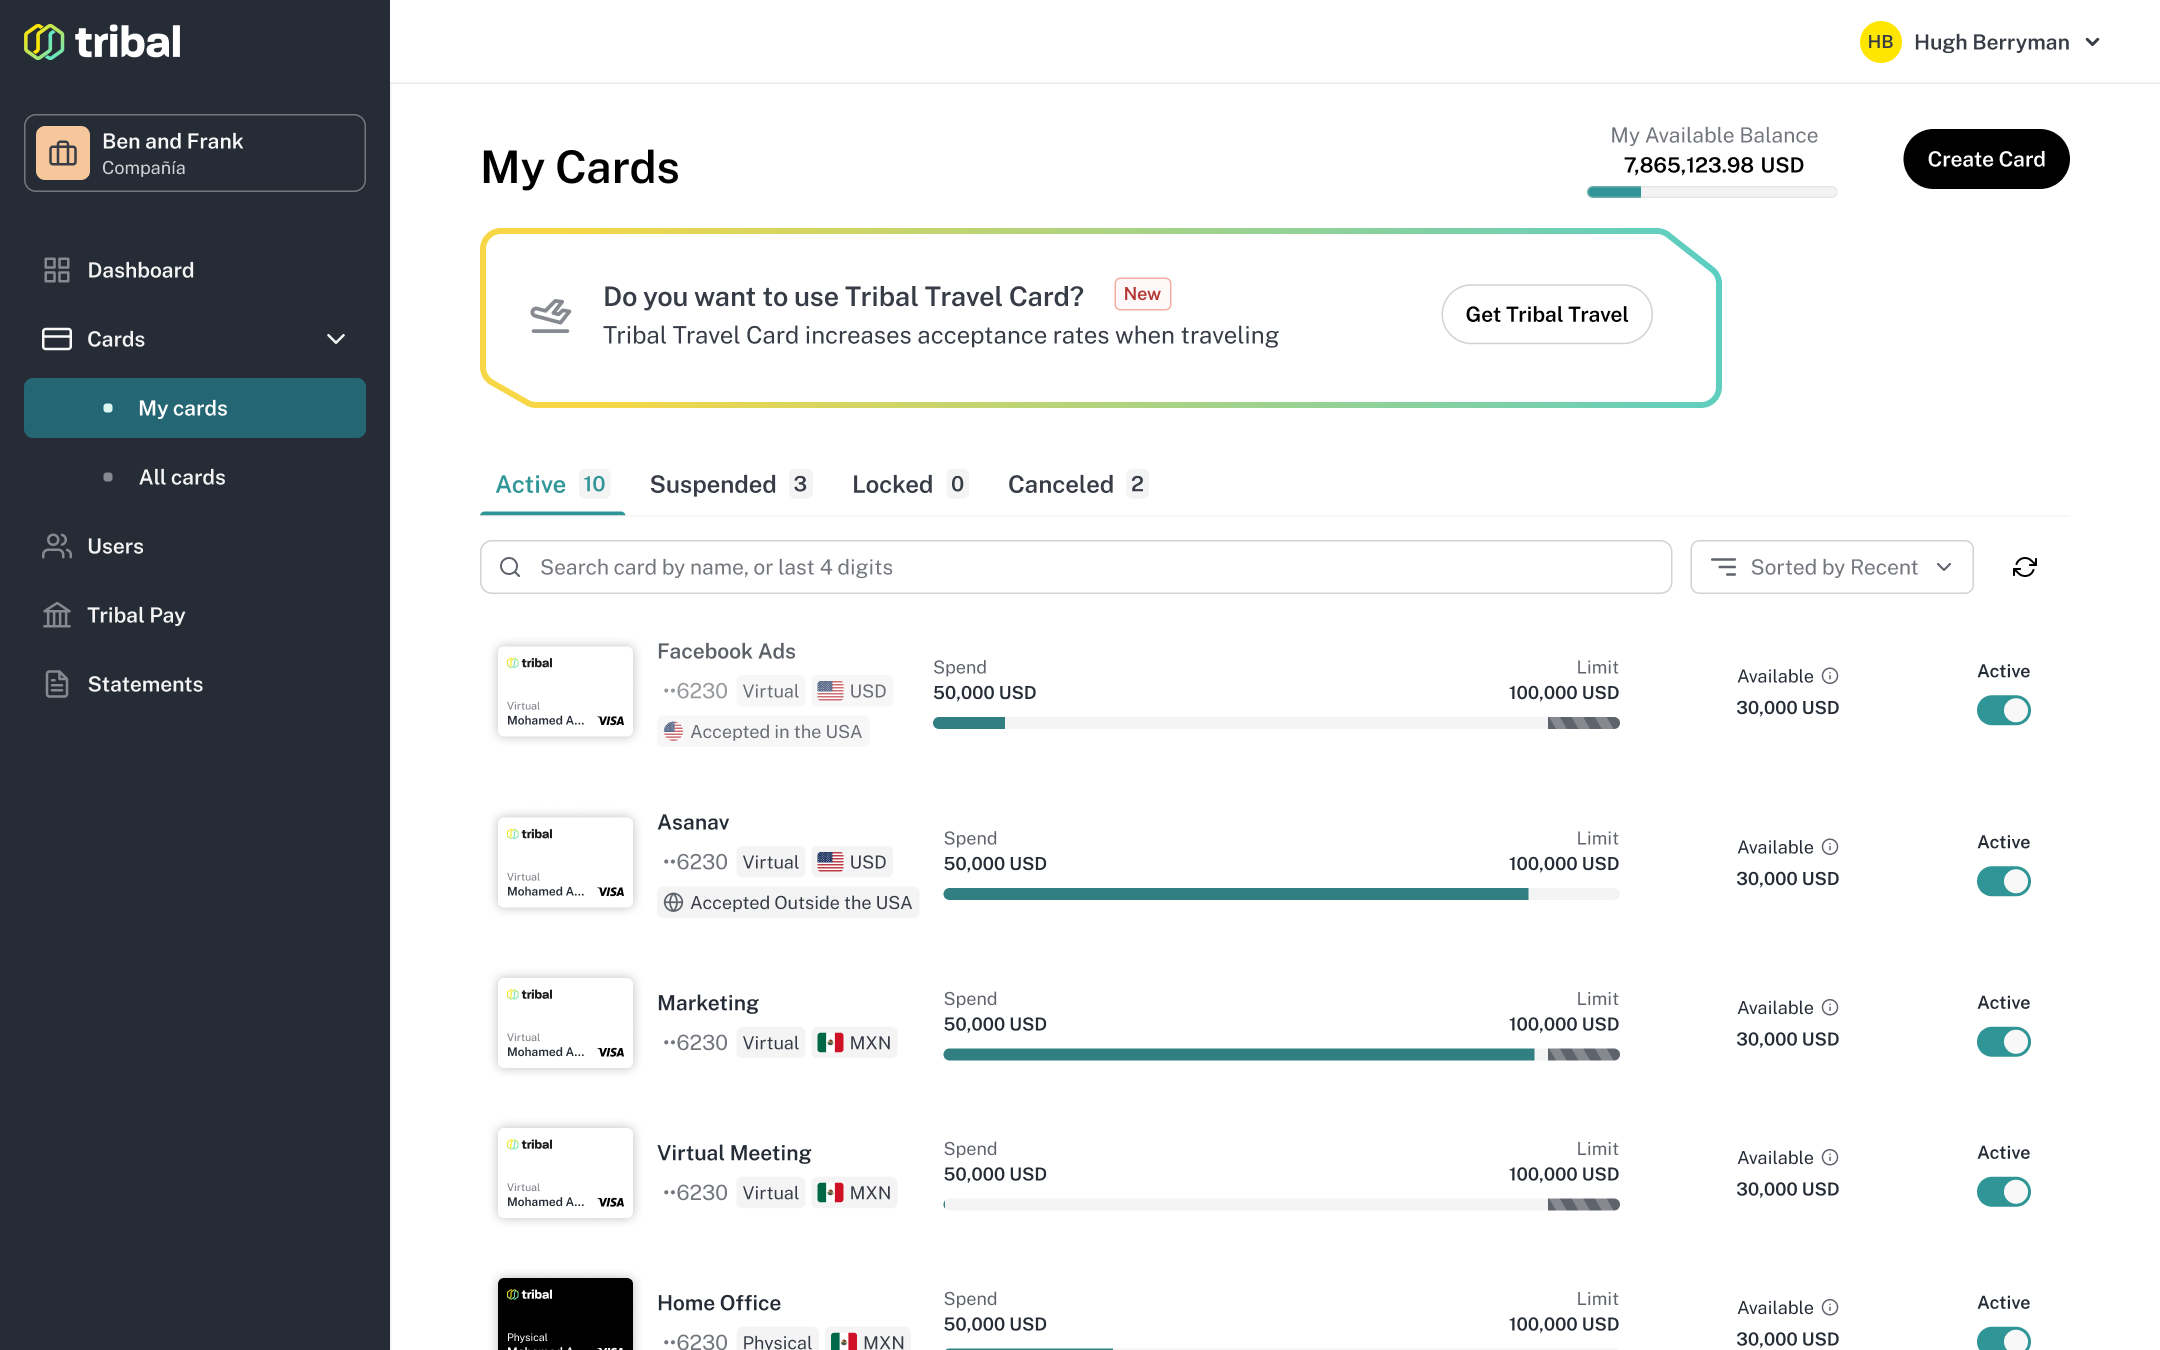 tribal
Ben and Frank
Compañía
Dashboard
Cards
My cards
All cards
Users
Tribal Pay
Statements
HB Hugh Berryman
My Cards
My Available Balance
7,865,123.98 USD
Create Card
Do you want to use Tribal Travel Card? New
Tribal Travel Card increases acceptance rates when traveling
Get Tribal Travel
Active 10 Suspended 3 Locked 0 Canceled 2
Search card by name, or last 4 digits
Sorted by Recent
tribal
Virtual
Mohamed A... VISA
Facebook Ads
••6230 Virtual USD
Accepted in the USA
Spend
50,000 USD
Limit
100,000 USD
Available
30,000 USD
Active
tribal
Virtual
Mohamed A... VISA
Asanav
••6230 Virtual USD
Accepted Outside the USA
Spend
50,000 USD
Limit
100,000 USD
Available
30,000 USD
Active
tribal
Virtual
Mohamed A... VISA
Marketing
••6230 Virtual MXN
Spend
50,000 USD
Limit
100,000 USD
Available
30,000 USD
Active
tribal
Virtual
Mohamed A... VISA
Virtual Meeting
••6230 Virtual MXN
Spend
50,000 USD
Limit
100,000 USD
Available
30,000 USD
Active
tribal
Physical
Home Office
••6230 Physical MXN
Spend
50,000 USD
Limit
100,000 USD
Available
30,000 USD
Active